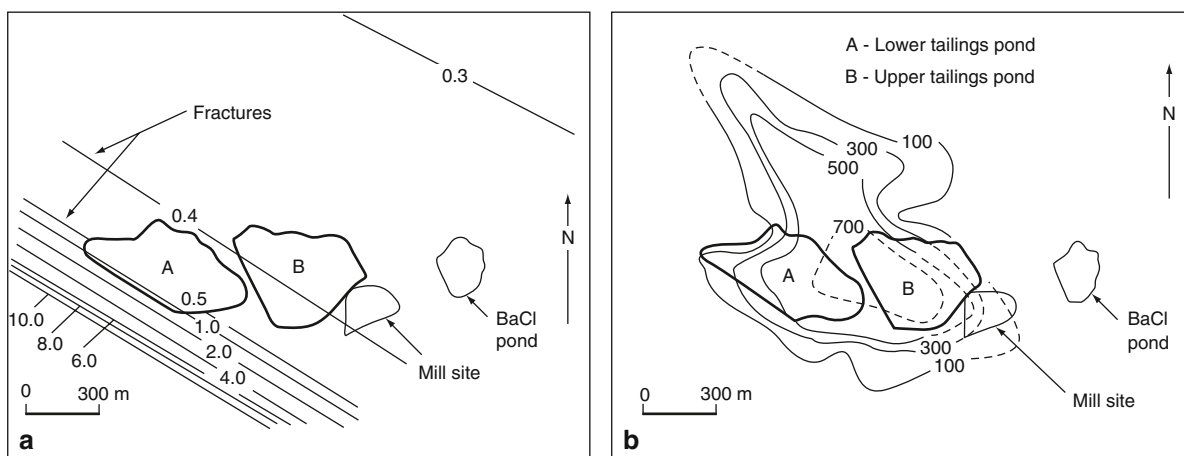 0.3
Fractures
0.4
N
A
B
0.5
1.0
10.0
2.0
8.0
4.0
6.0
BaCl
pond
Mill site
0 300 m
a
A - Lower tailings pond
B - Upper tailings pond
N
300
100
500
700
A
B
BaCl
pond
300
100
Mill site
0 300 m
b